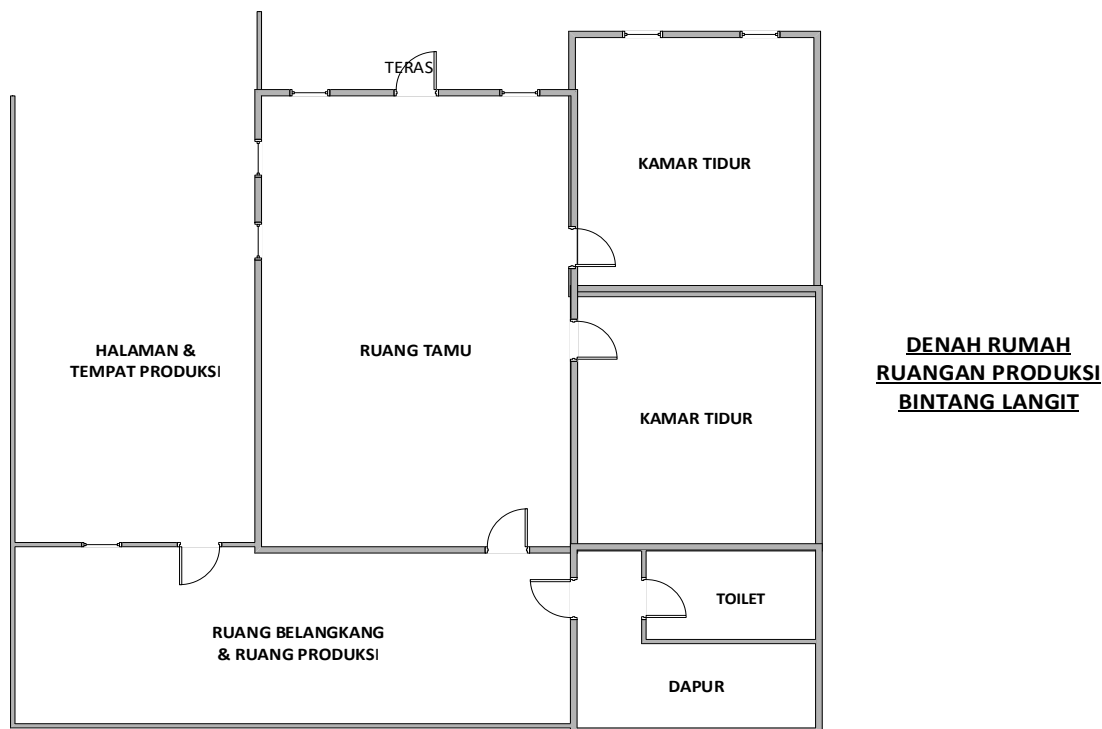 TERAS
KAMAR TIDUR
HALAMAN &
TEMPAT PRODUKSI
RUANG TAMU
KAMAR TIDUR
DENAH RUMAH
RUANGAN PRODUKSI
BINTANG LANGIT
TOILET
RUANG BELANGKANG
& RUANG PRODUKSI
DAPUR